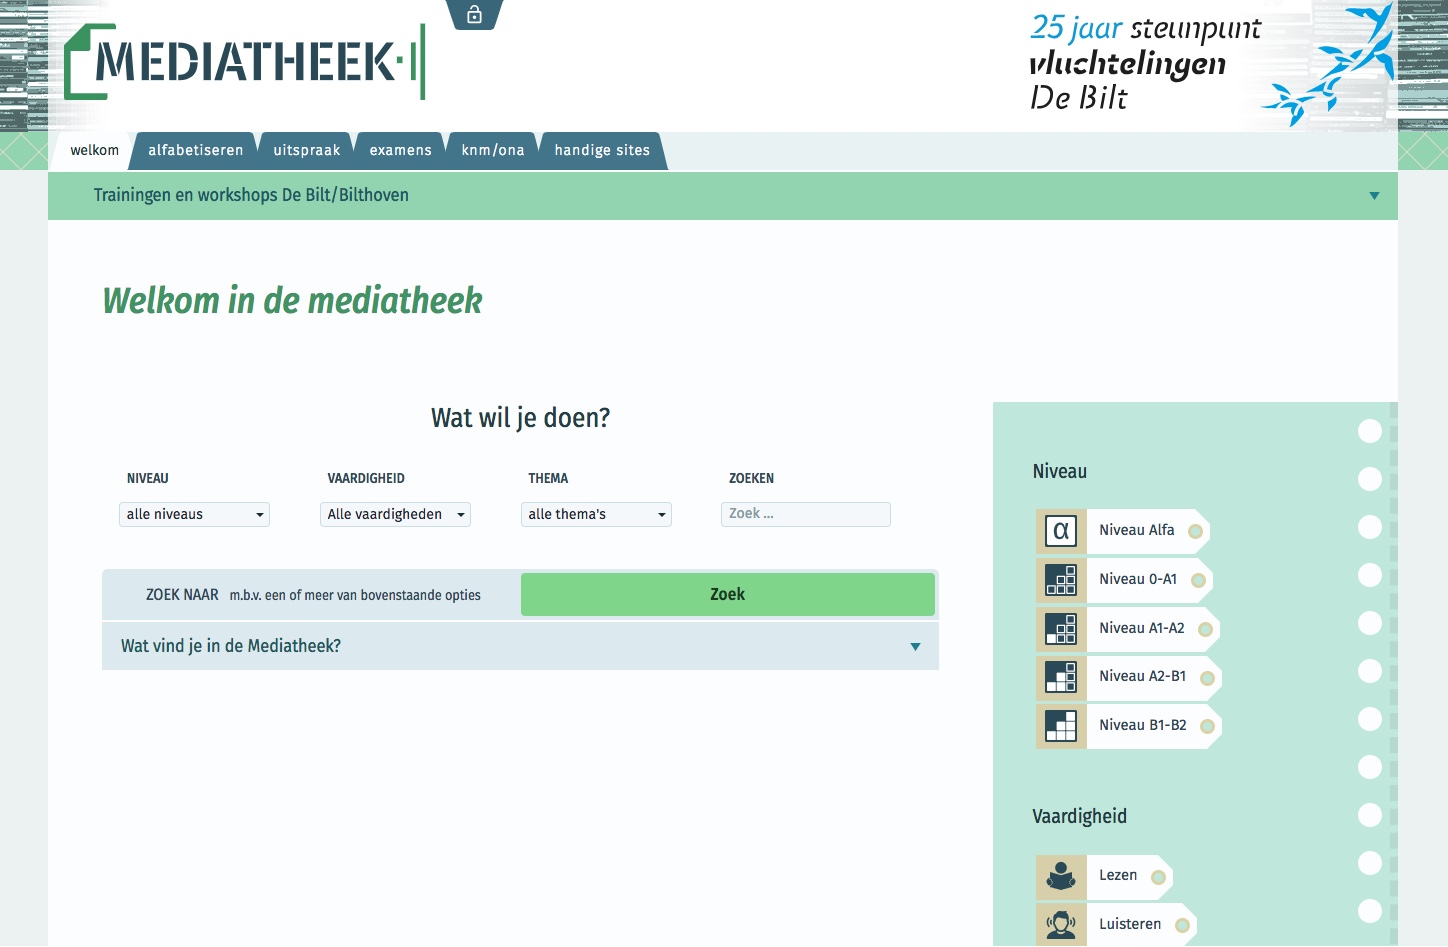 MEDIATHEEK
25 jaar steunpunt
vluchtelingen
De Bilt
welkom
alfabetiseren
uitspraak
examens
knm/ona
handige sites
Trainingen en workshops De Bilt/Bilthoven
Welkom in de mediatheek
Wat wil je doen?
NIVEAU
VAARDIGHEID
THEMA
ZOEKEN
alle niveaus
Alle vaardigheden
alle thema's
Zoek ...
ZOEK NAAR m.b.v. een of meer van bovenstaande opties
Zoek
Wat vind je in de Mediatheek?
Niveau
α Niveau Alfa
Niveau 0-A1
Niveau A1-A2
Niveau A2-B1
Niveau B1-B2
Vaardigheid
Lezen
Luisteren